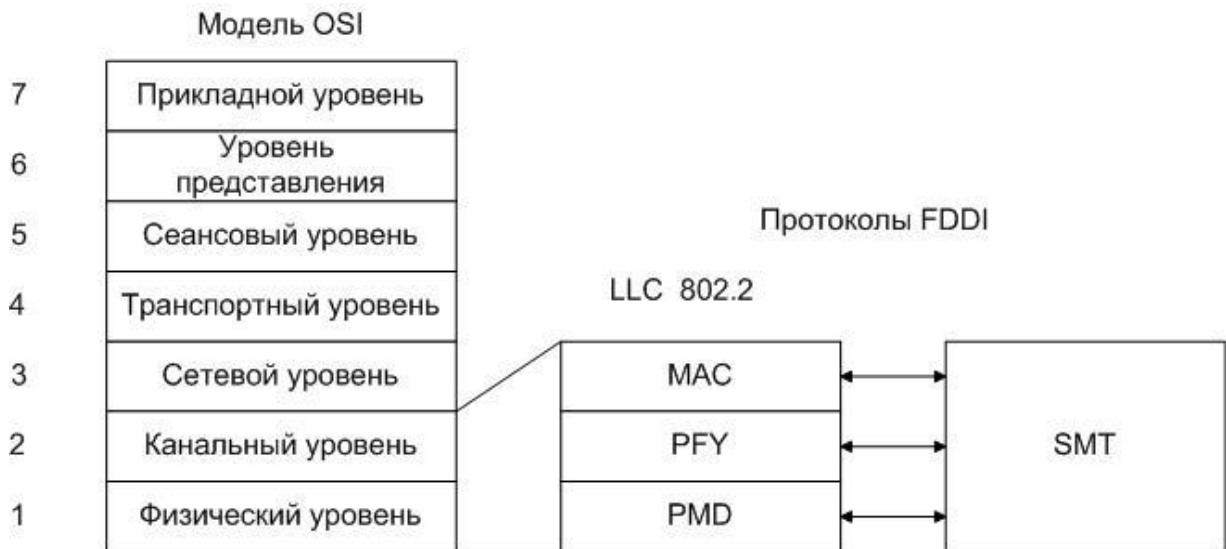 Модель OSI
7 Прикладной уровень
6 Уровень
представления
5 Сеансовый уровень
Протоколы FDDI
4 Транспортный уровень
LLC 802.2
3 Сетевой уровень MAC
2 Канальный уровень PFY SMT
1 Физический уровень PMD